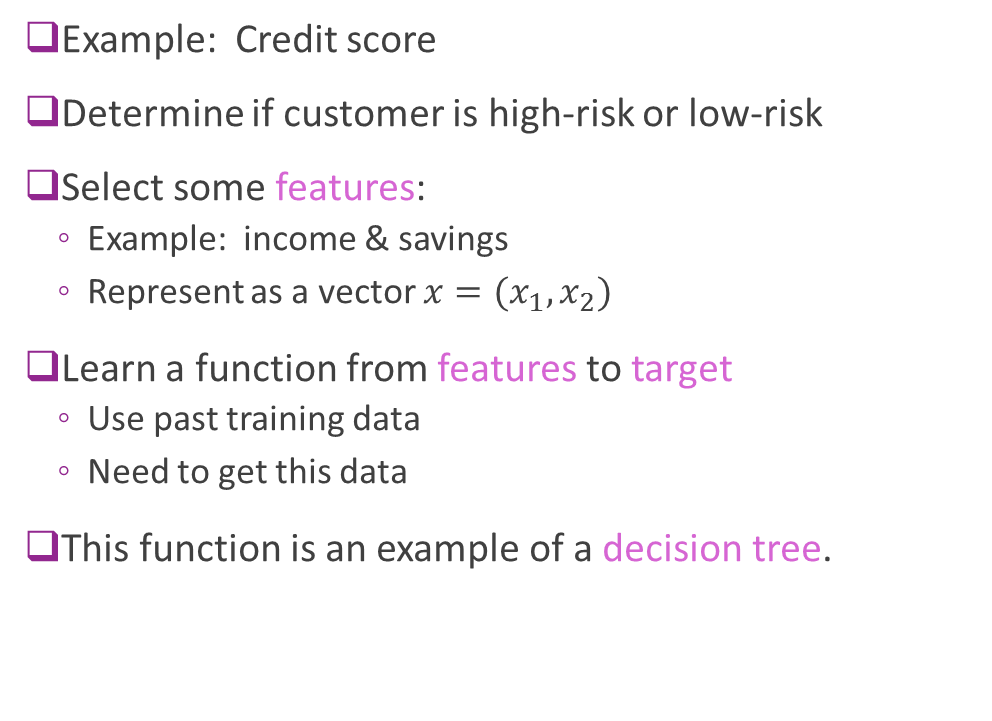 ❑Example: Credit score
❑Determine if customer is high-risk or low-risk
❑Select some features:
◦ Example: income & savings
◦ Represent as a vector 𝑥 = (𝑥₁, 𝑥₂)
❑Learn a function from features to target
◦ Use past training data
◦ Need to get this data
❑This function is an example of a decision tree.